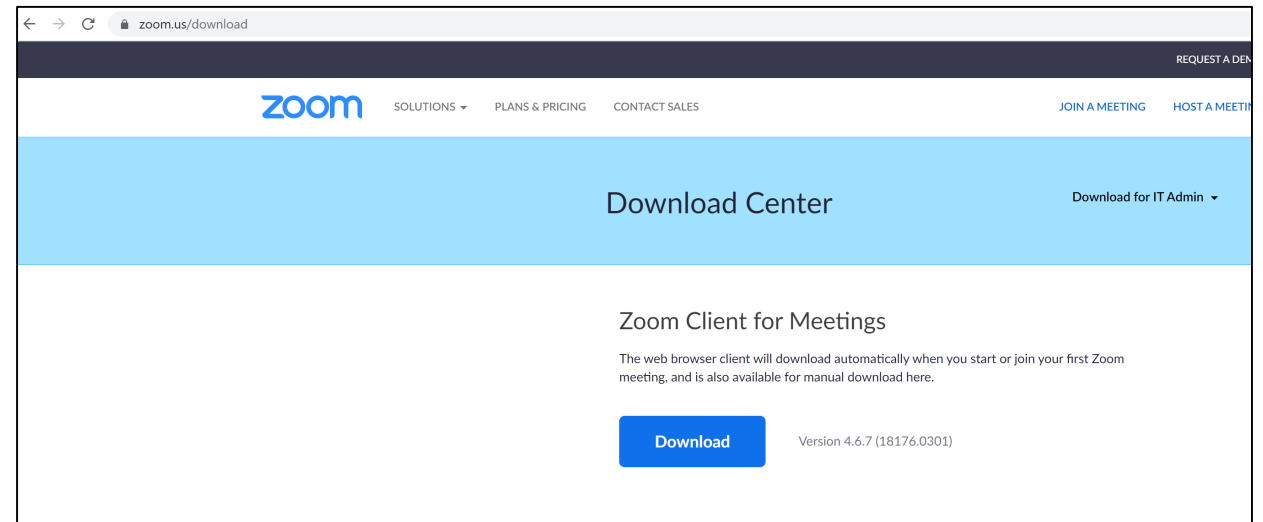 zoom.us/download
REQUEST A DEM
zoom SOLUTIONS PLANS & PRICING CONTACT SALES JOIN A MEETING HOST A MEETIN
Download Center
Download for IT Admin
Zoom Client for Meetings
The web browser client will download automatically when you start or join your first Zoom
meeting, and is also available for manual download here.
Download Version 4.6.7 (18176.0301)